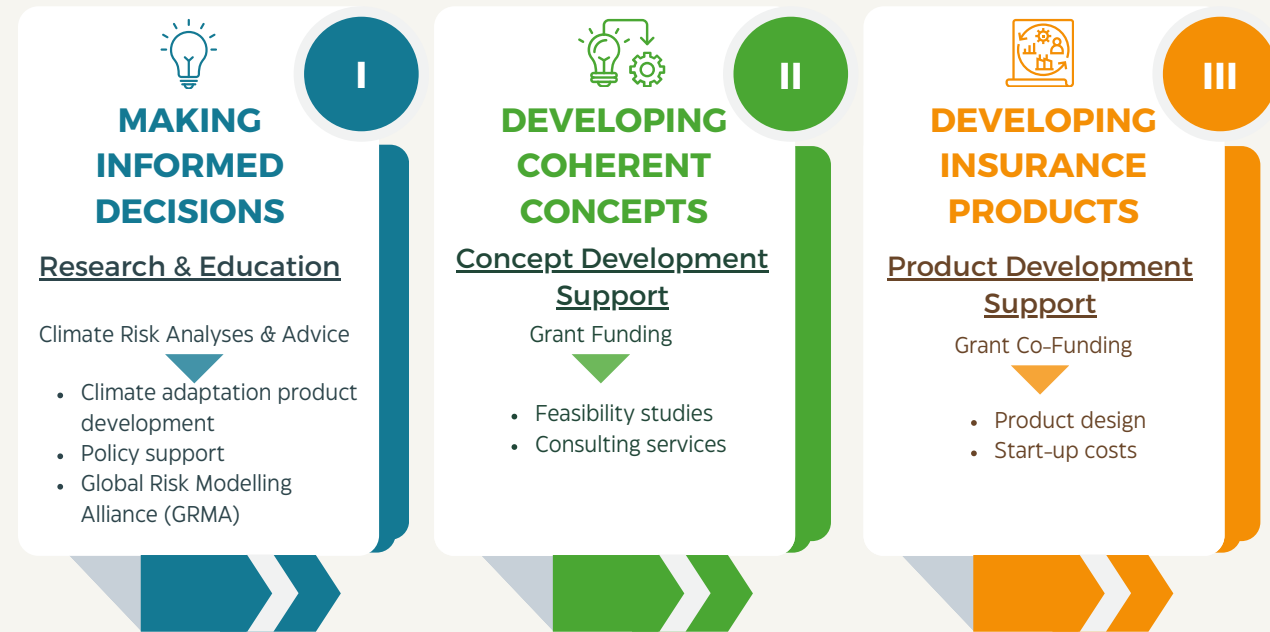 I
MAKING
INFORMED
DECISIONS
Research & Education
Climate Risk Analyses & Advice
• Climate adaptation product
development
• Policy support
• Global Risk Modelling
Alliance (GRMA)
II
DEVELOPING
COHERENT
CONCEPTS
Concept Development
Support
Grant Funding
• Feasibility studies
• Consulting services
III
DEVELOPING
INSURANCE
PRODUCTS
Product Development
Support
Grant Co-Funding
• Product design
• Start-up costs